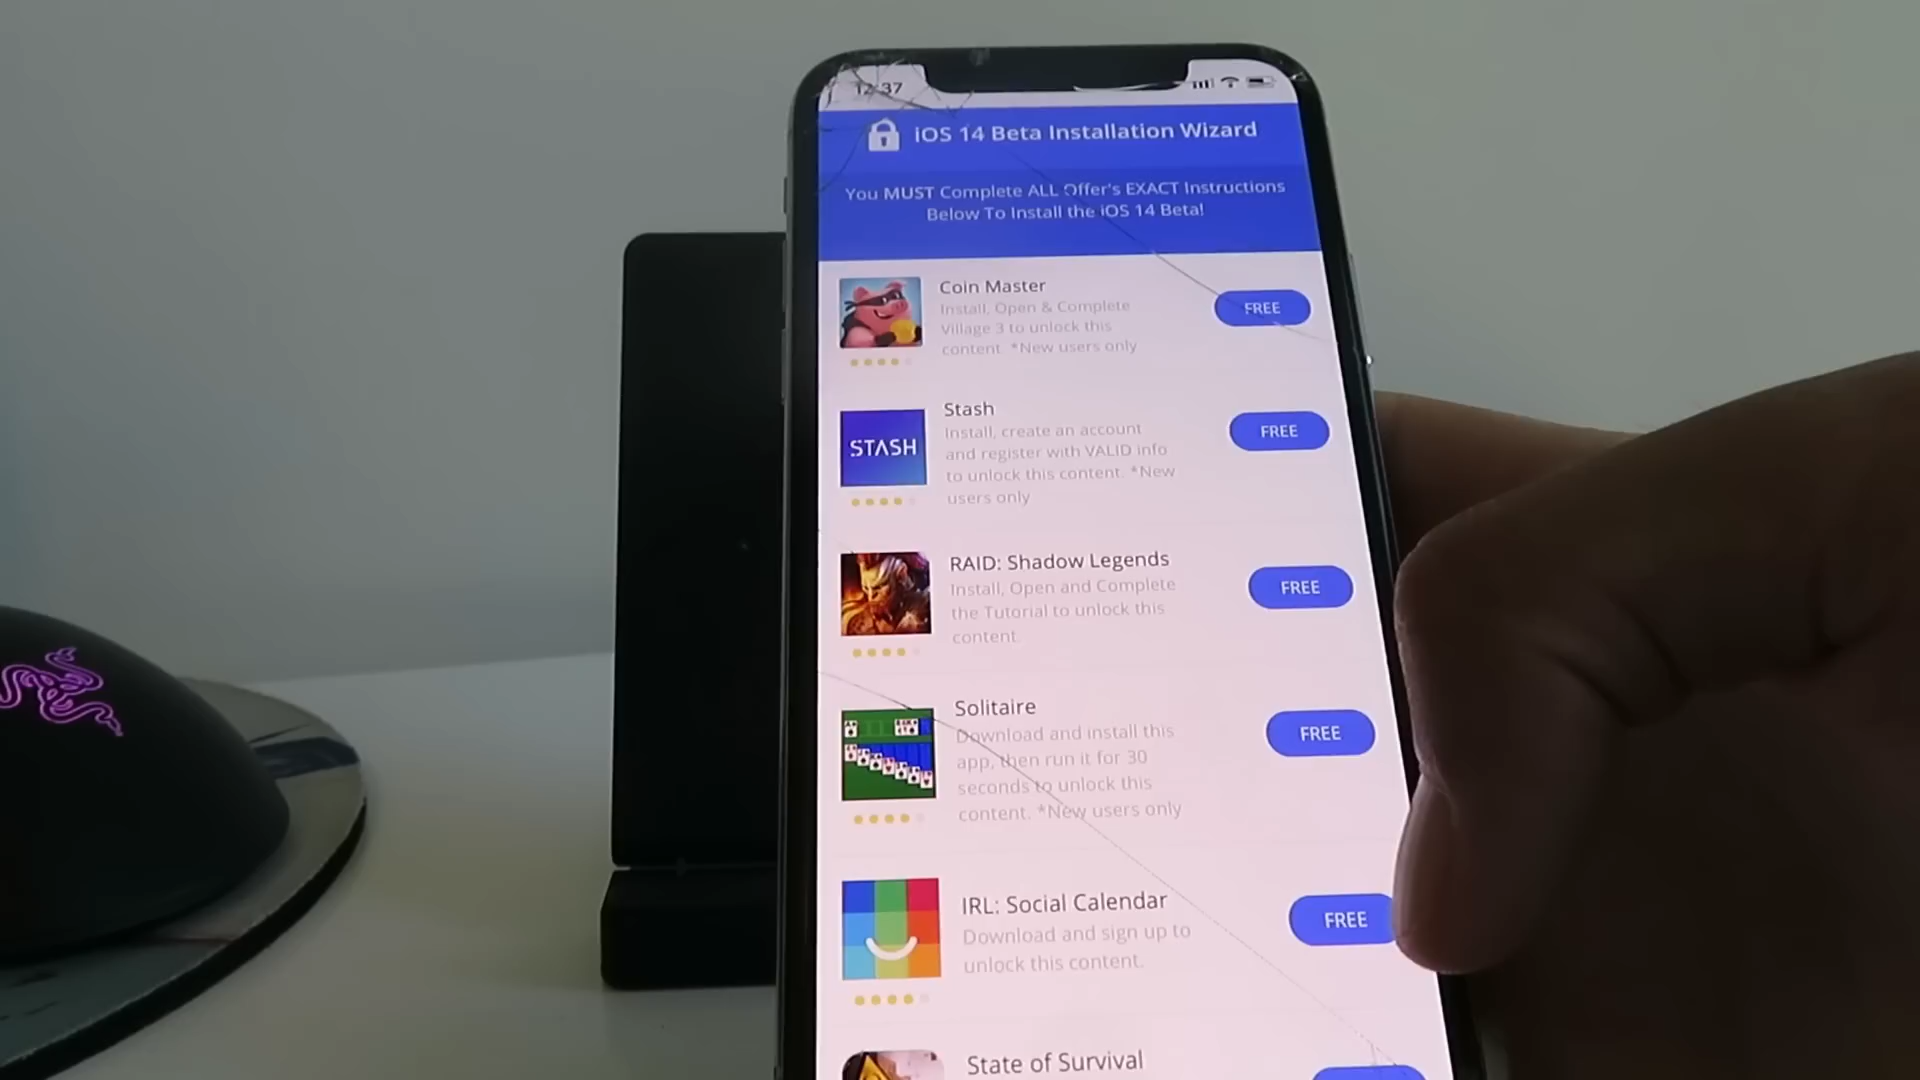 12:37
iOS 14 Beta Installation Wizard
You MUST Complete ALL Offer's EXACT Instructions
Below To Install the iOS 14 Beta!
Coin Master
Install, Open & Complete
Village 3 to unlock this
content. *New users only
FREE
STASH
Stash
Install, create an account
and register with VALID info
to unlock this content. *New
users only
FREE
RAID: Shadow Legends
Install, Open and Complete
the Tutorial to unlock this
content.
FREE
Solitaire
Download and install this
app, then run it for 30
seconds to unlock this
content. *New users only
FREE
IRL: Social Calendar
Download and sign up to
unlock this content.
FREE
State of Survival